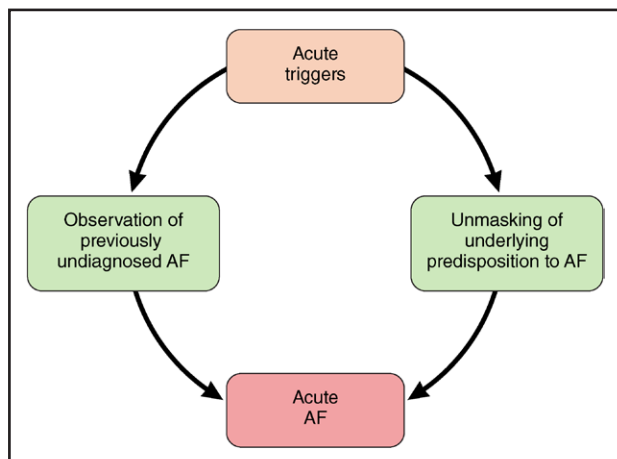 Acute
triggers
Observation of
previously
undiagnosed AF
Unmasking of
underlying
predisposition to AF
Acute
AF